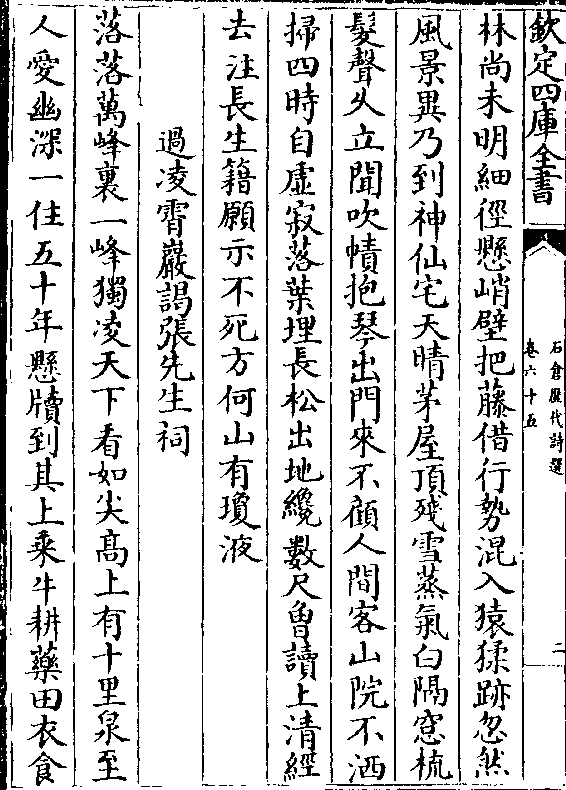 欽定四庫全書
石倉歷代詩選
卷六十五
二
林尚未明細徑懸峭壁把藤借行勢混入猿猱跡忽然
風景異乃到神仙宅天晴茅屋頂殘雪蒸氣白隔窓梳
髮聲乆立聞吹幘抱琴出門來不顧人間客山院不洒
掃四時自虛寂落葉埋長松出地纔數尺曾讀上清經
去注長生籍願示不死方何山有瓊液
過凌霄巖謁張先生祠
落落萬峰裏一峰獨凌天下看如尖高上有十里泉至
人愛幽深一住五十年懸牘到其上乘牛耕藥田衣食